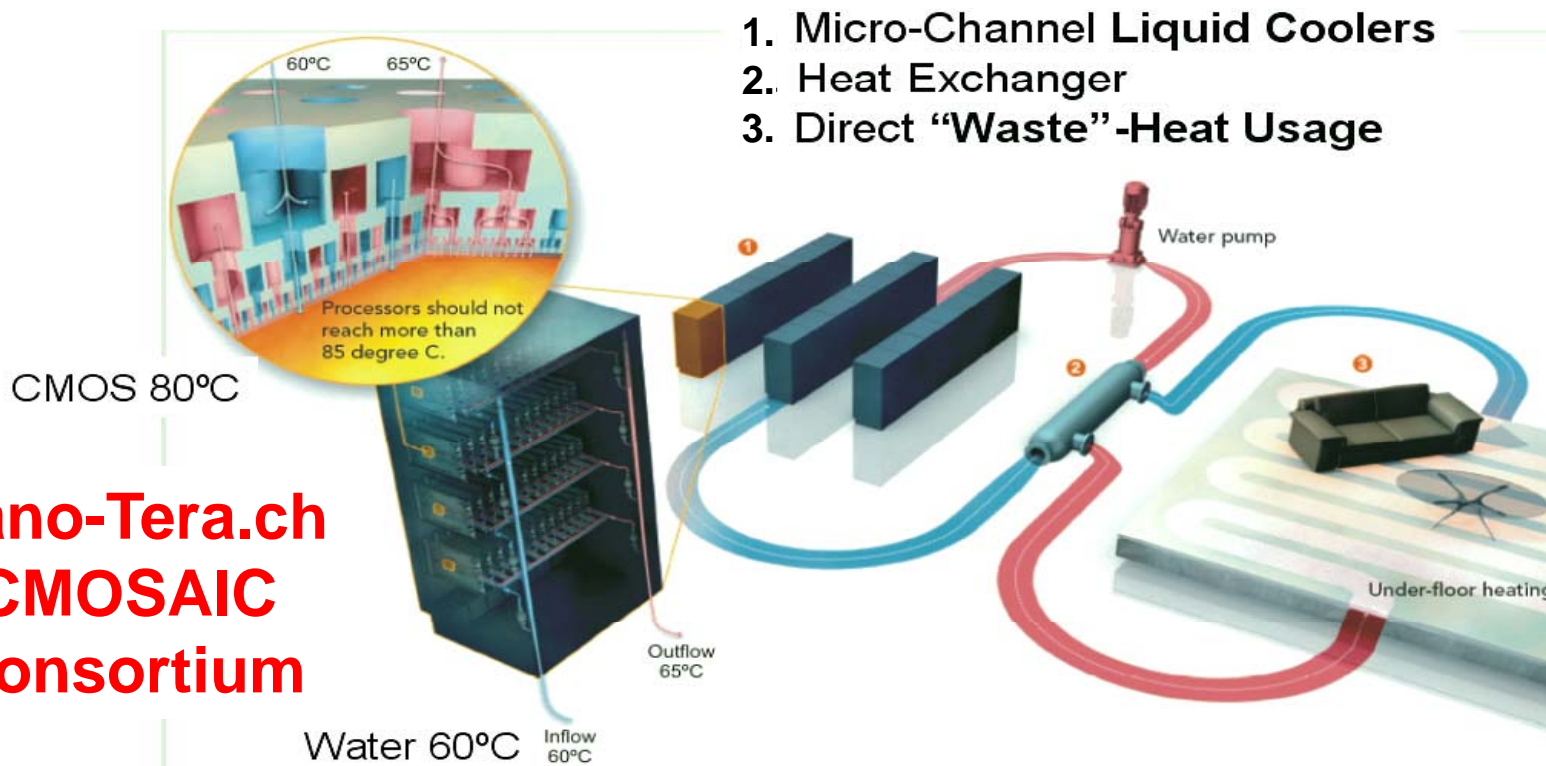 1. Micro-Channel Liquid Coolers
2. Heat Exchanger
3. Direct “Waste”-Heat Usage
60ºC 65ºC
Processors should not
reach more than
85 degree C.
CMOS 80ºC
ano-Tera.ch
CMOSAIC
onsortium
1
Water pump
2
3
Under-floor heating
Outflow
65ºC
Water 60ºC
Inflow
60ºC